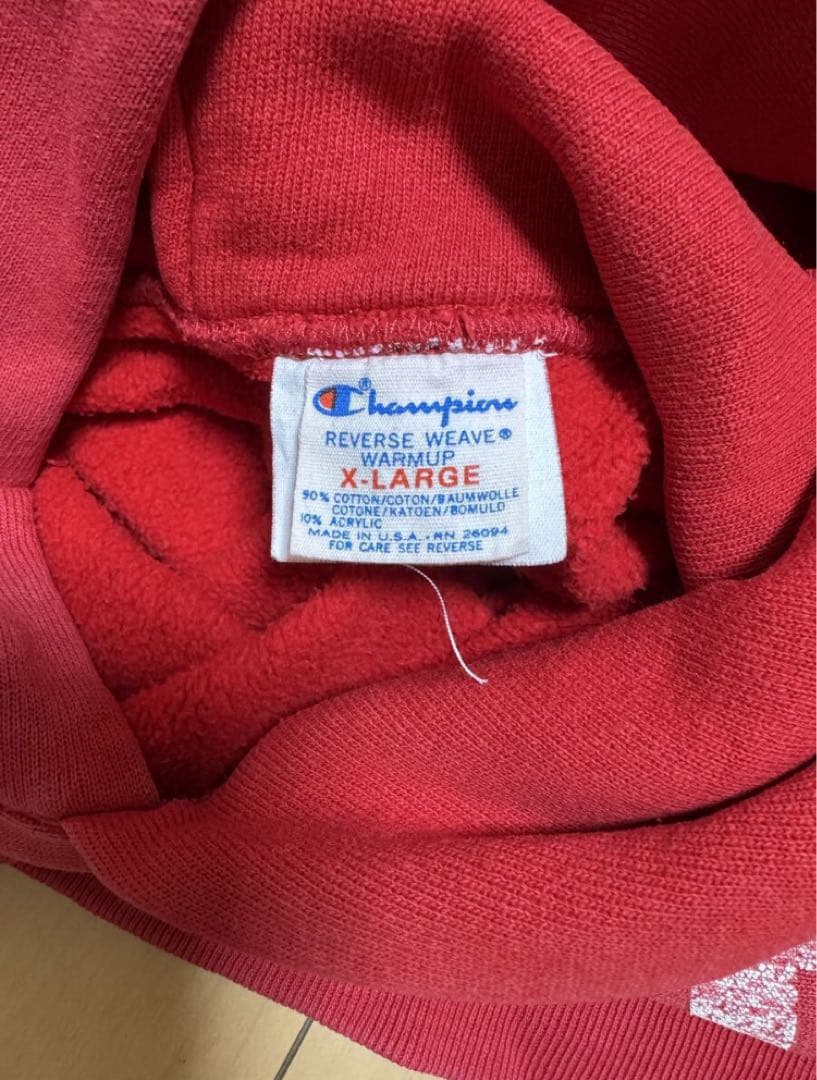 Champion®
REVERSE WEAVE®
WARMUP
X-LARGE
90% COTTON/COTON/BAUMWOLLE
COTONE/KATOEN/BOMULD
10% ACRYLIC
MADE IN U.S.A. · RN 26094
FOR CARE SEE REVERSE